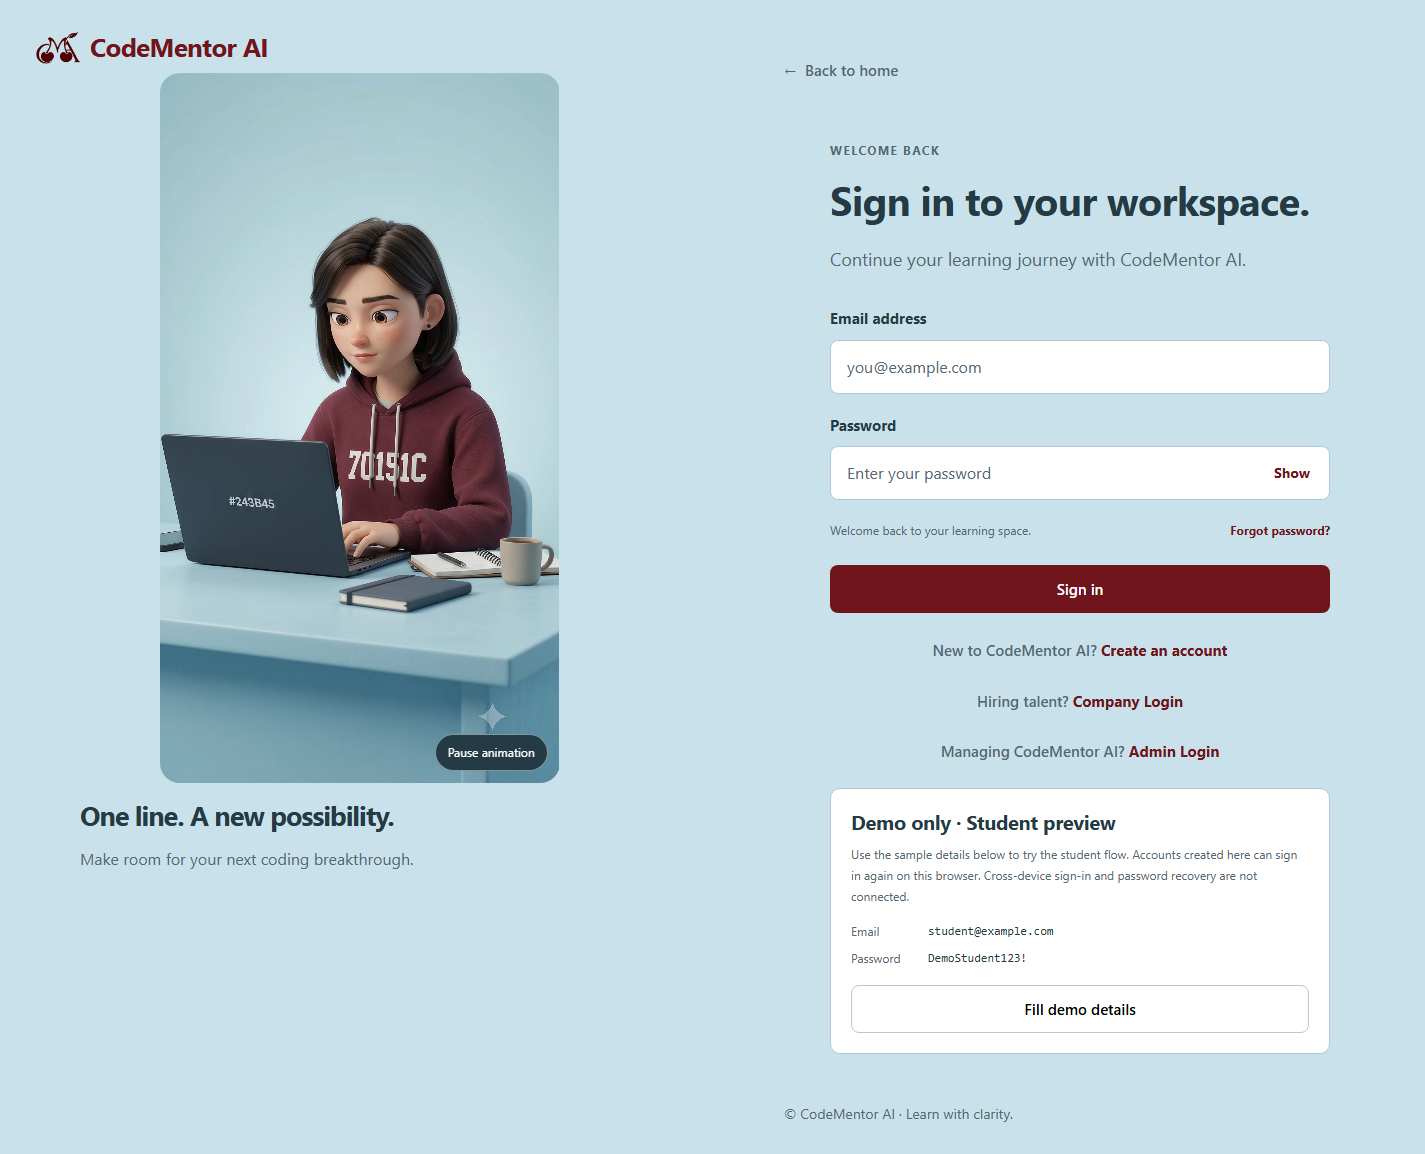 CodeMentor AI
← Back to home
WELCOME BACK
Sign in to your workspace.
Continue your learning journey with CodeMentor AI.
Email address
you@example.com
Password
Enter your password
Show
Welcome back to your learning space.
Forgot password?
Sign in
New to CodeMentor AI? Create an account
Hiring talent? Company Login
Managing CodeMentor AI? Admin Login
Demo only · Student preview
Use the sample details below to try the student flow. Accounts created here can sign
in again on this browser. Cross-device sign-in and password recovery are not
connected.
Email student@example.com
Password DemoStudent123!
Fill demo details
© CodeMentor AI · Learn with clarity.
70151C
#243B45
Pause animation
One line. A new possibility.
Make room for your next coding breakthrough.